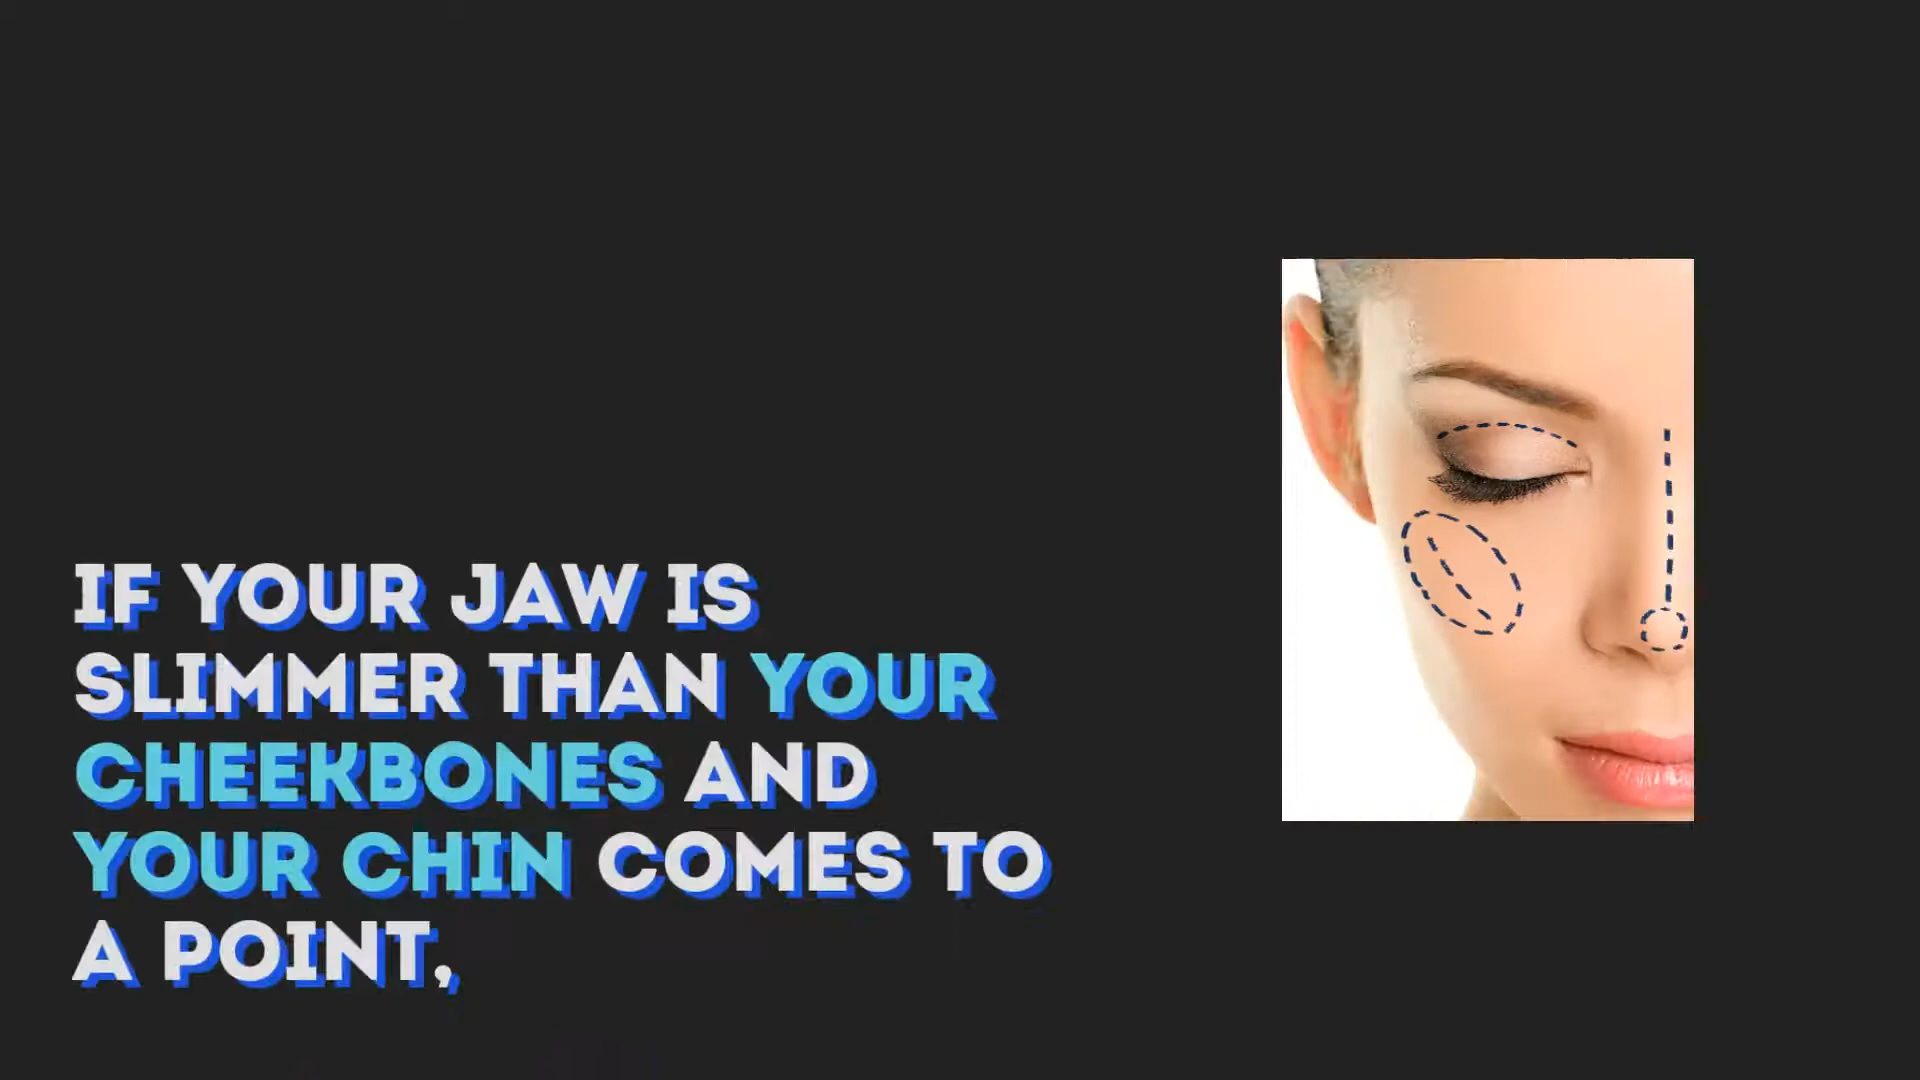 IF YOUR JAW IS
SLIMMER THAN YOUR
CHEEKBONES AND
YOUR CHIN COMES TO
A POINT,